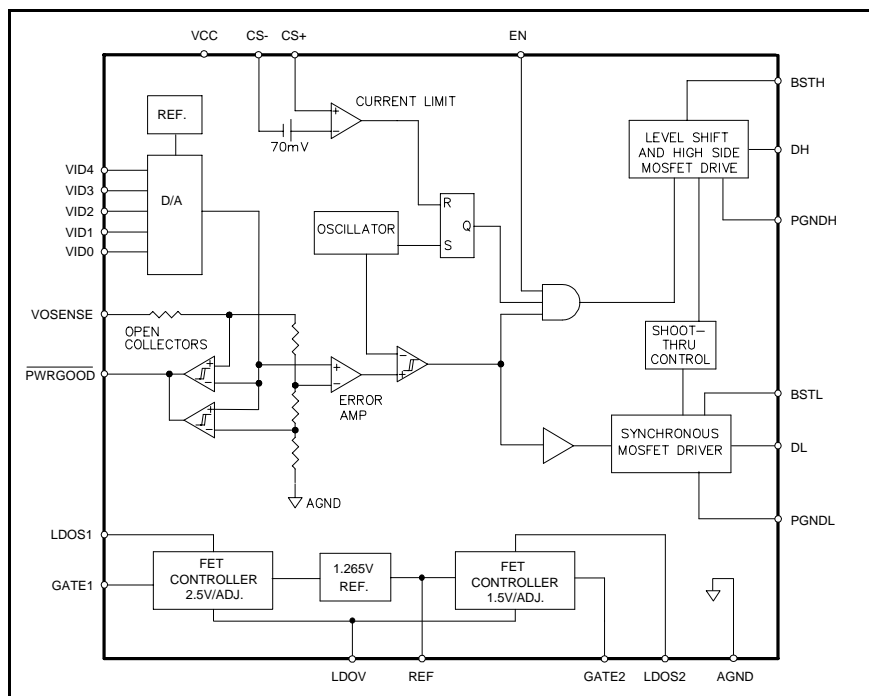 VCC
CS-
CS+
EN
BSTH
REF.
CURRENT LIMIT
+
−
70mV
LEVEL SHIFT
AND HIGH SIDE
MOSFET DRIVE
DH
VID4
VID3
VID2
VID1
VID0
D/A
R
Q
S
OSCILLATOR
PGNDH
VOSENSE
OPEN
COLLECTORS
PWRGOOD
+
−
+
−
+
−
ERROR
AMP
−
+
SHOOT−
THRU
CONTROL
BSTL
SYNCHRONOUS
MOSFET DRIVER
DL
AGND
PGNDL
LDOS1
GATE1
FET
CONTROLLER
2.5V/ADJ.
1.265V
REF.
FET
CONTROLLER
1.5V/ADJ.
LDOV
REF
GATE2
LDOS2
AGND